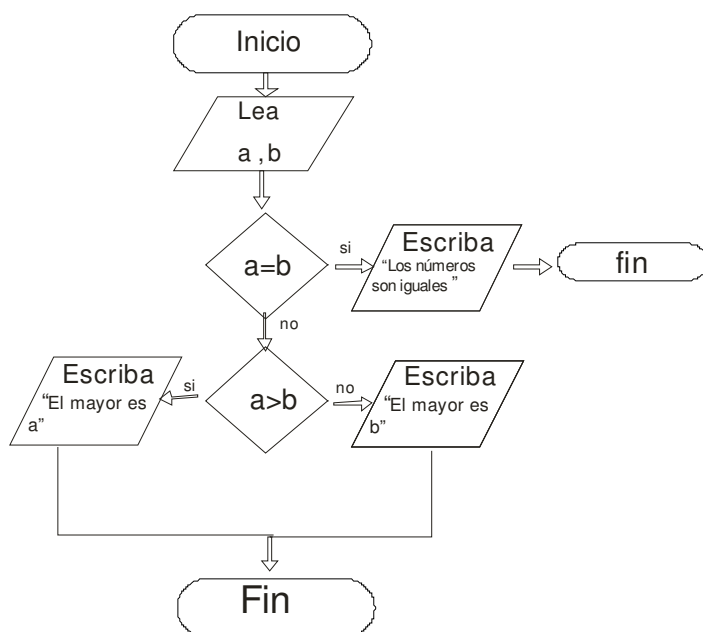 Inicio
Lea
a , b
a=b
si
Escriba
“Los números
son iguales ”
fin
no
a>b
si
Escriba
“El mayor es
a”
no
Escriba
“El mayor es
b”
Fin